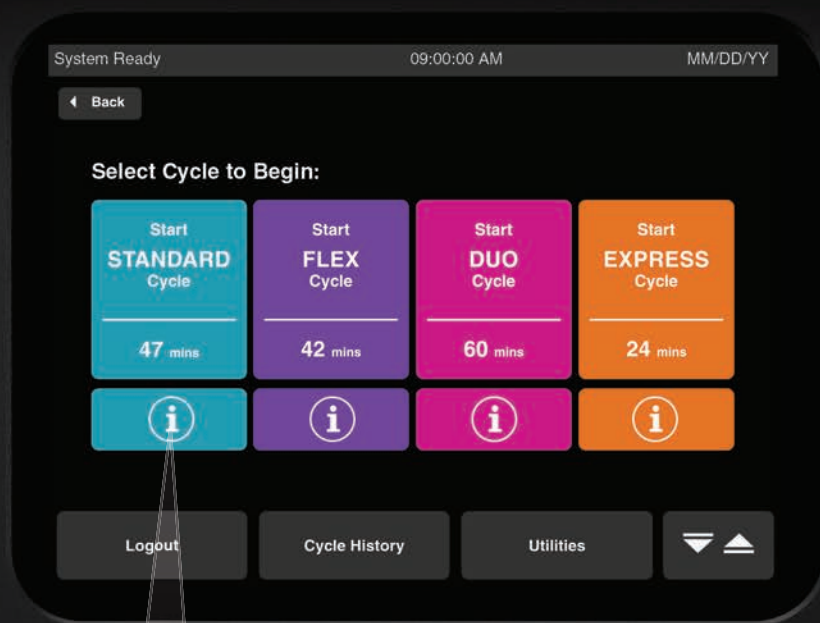 System Ready 09:00:00 AM MM/DD/YY
Back
Select Cycle to Begin:
Start
STANDARD
Cycle
47 mins
Start
FLEX
Cycle
42 mins
Start
DUO
Cycle
60 mins
Start
EXPRESS
Cycle
24 mins
i i i i
Logout Cycle History Utilities